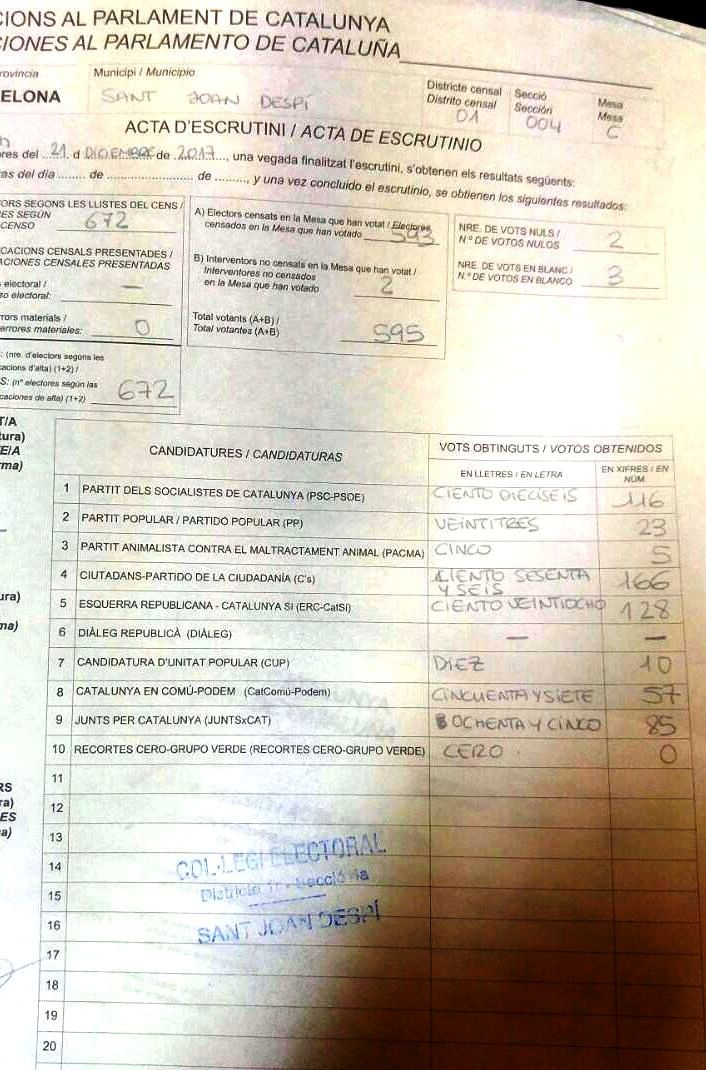 CIONS AL PARLAMENT DE CATALUNYA
CIONES AL PARLAMENTO DE CATALUÑA
rovíncia
ELONA
Municipi / Municipio
SANT JOAN DESPÍ
Districte censal
Distrito censal
01
Secció
Sección
004
Mesa
Mesa
C
ACTA D'ESCRUTINI / ACTA DE ESCRUTINIO
ores del 21 d DICIEMBRE de 2017, una vegada finalitzat l'escrutini, s'obtenen els resultats següents:
as del día ........ de ........................ de ........., y una vez concluido el escrutinio, se obtienen los siguientes resultados:
ORS SEGONS LES LLISTES DEL CENS /
ES SEGÚN
CENSO 672
CACIONS CENSALS PRESENTADES /
ACIONES CENSALES PRESENTADAS
s electoral /
so electoral: —
rrors materials /
errores materiales: 0
: (nre. d'electors segons les
cacions d'alta) (1+2) /
S: (nº electores según las
caciones de alta) (1+2) 672
A) Electors censats en la Mesa que han votat / Electores
censados en la Mesa que han votado 593
B) Interventors no censats en la Mesa que han votat /
Interventores no censados
en la Mesa que han votado 2
Total votants (A+B) /
Total votantes (A+B) 595
NRE. DE VOTS NULS /
N.º DE VOTOS NULOS 2
NRE. DE VOTS EN BLANC /
N.º DE VOTOS EN BLANCO 3
T/A
tura)
E/A
rma)
CANDIDATURES / CANDIDATURAS
VOTS OBTINGUTS / VOTOS OBTENIDOS
EN LLETRES / EN LETRA
EN XIFRES / EN
NÚM
1 PARTIT DELS SOCIALISTES DE CATALUNYA (PSC-PSOE) CIENTO DIECISEIS 116
2 PARTIT POPULAR / PARTIDO POPULAR (PP) VEINTITRES 23
3 PARTIT ANIMALISTA CONTRA EL MALTRACTAMENT ANIMAL (PACMA) CINCO 5
4 CIUTADANS-PARTIDO DE LA CIUDADANÍA (C's) CIENTO SESENTA
Y SEIS 166
5 ESQUERRA REPUBLICANA - CATALUNYA SI (ERC-CatSí) CIENTO VEINTIOCHO 128
6 DIÀLEG REPUBLICÀ (DIÀLEG) — —
7 CANDIDATURA D'UNITAT POPULAR (CUP) DIEZ 10
8 CATALUNYA EN COMÚ-PODEM (CatComú-Podem) CINCUENTA Y SIETE 57
9 JUNTS PER CATALUNYA (JUNTSxCAT) OCHENTA Y CINCO 85
10 RECORTES CERO-GRUPO VERDE (RECORTES CERO-GRUPO VERDE) CERO 0
11
12
13
14
15
16
17
18
19
20
ura)
ma)
RS
ra)
ES
a)
COL·LEGI ELECTORAL
Districte Secció
SANT JOAN DESPÍ